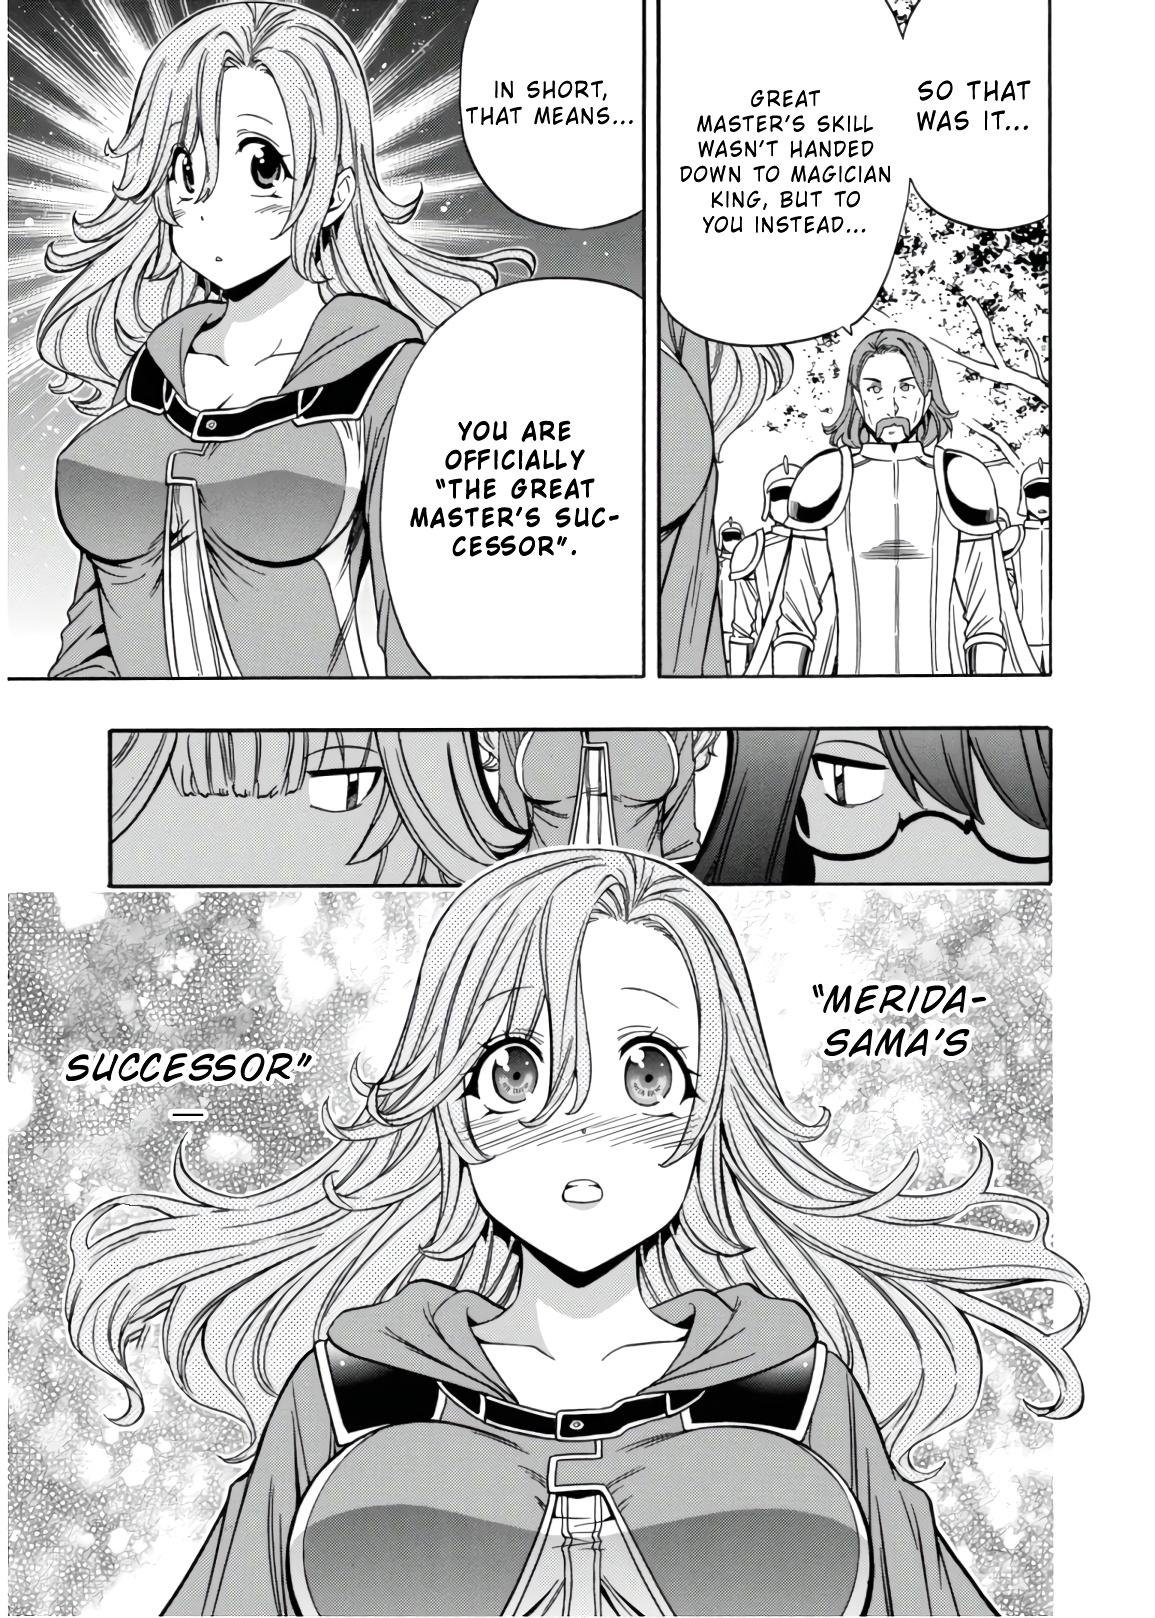 SO THAT
WAS IT...
GREAT
MASTER'S SKILL
WASN'T HANDED
DOWN TO MAGICIAN
KING, BUT TO
YOU INSTEAD...
IN SHORT,
THAT MEANS...
YOU ARE
OFFICIALLY
"THE GREAT
MASTER'S SUC-
CESSOR".
"MERIDA-
SAMA'S
SUCCESSOR"
—